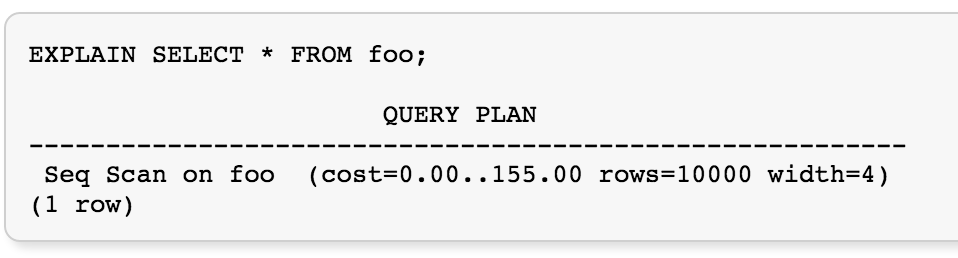 EXPLAIN SELECT * FROM foo;
QUERY PLAN
---------------------------------------------------------
Seq Scan on foo  (cost=0.00..155.00 rows=10000 width=4)
(1 row)